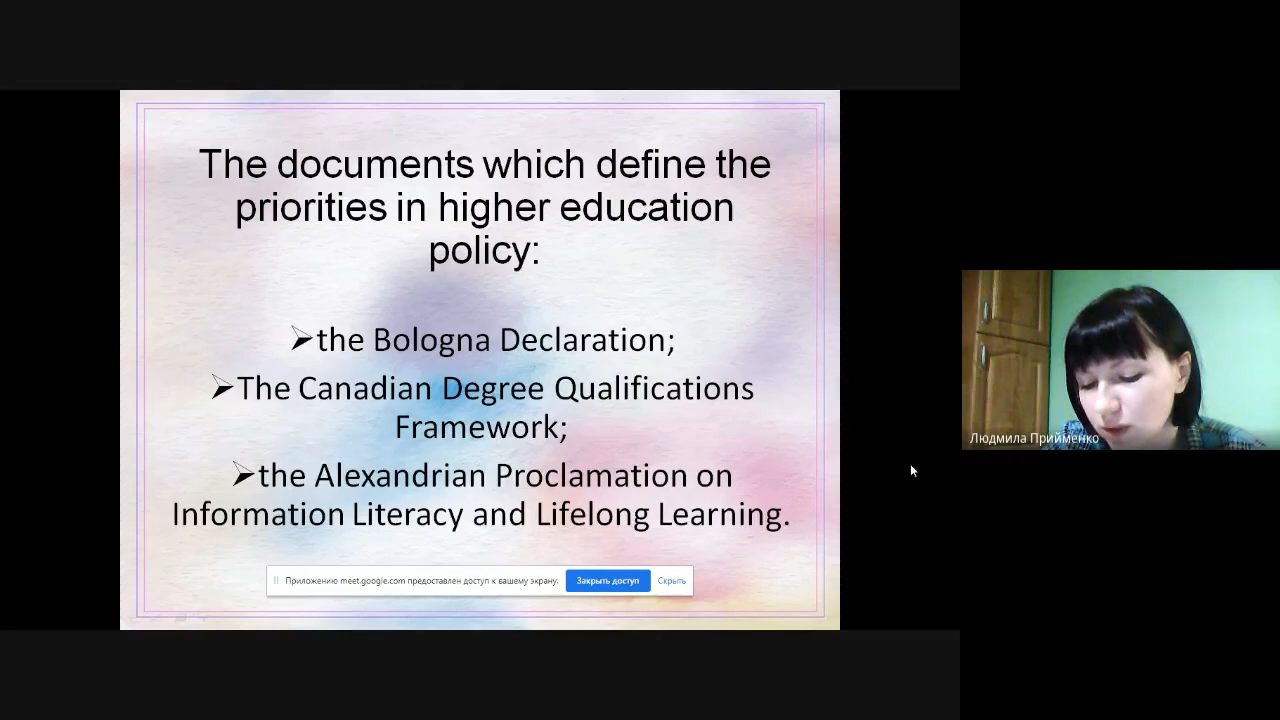 The documents which define the
priorities in higher education
policy:
➢the Bologna Declaration;
➢The Canadian Degree Qualifications
Framework;
➢the Alexandrian Proclamation on
Information Literacy and Lifelong Learning.
Приложению meet.google.com предоставлен доступ к вашему экрану. Закрыть доступ Скрыть
Людмила Прийменко